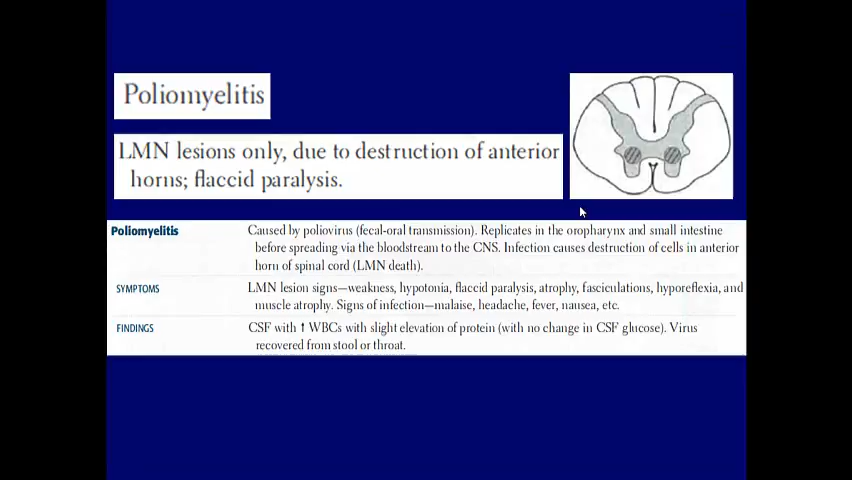 Poliomyelitis
LMN lesions only, due to destruction of anterior
horns; flaccid paralysis.
Poliomyelitis
Caused by poliovirus (fecal-oral transmission). Replicates in the oropharynx and small intestine
before spreading via the bloodstream to the CNS. Infection causes destruction of cells in anterior
horn of spinal cord (LMN death).
SYMPTOMS
LMN lesion signs—weakness, hypotonia, flaccid paralysis, atrophy, fasciculations, hyporeflexia, and
muscle atrophy. Signs of infection—malaise, headache, fever, nausea, etc.
FINDINGS
CSF with ↑ WBCs with slight elevation of protein (with no change in CSF glucose). Virus
recovered from stool or throat.